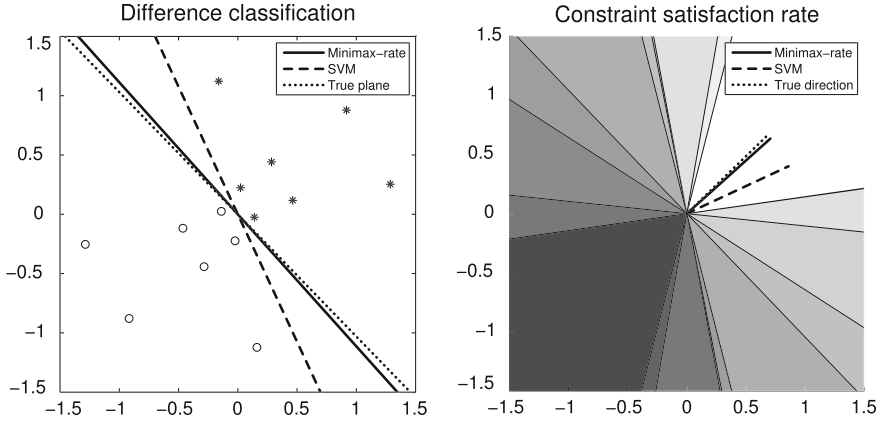 Difference classification
1.5
1
0.5
0
−0.5
−1
−1.5
−1.5 −1 −0.5 0 0.5 1 1.5
Minimax−rate
SVM
True plane
Constraint satisfaction rate
1.5
1
0.5
0
−0.5
−1
−1.5
−1.5 −1 −0.5 0 0.5 1 1.5
Minimax−rate
SVM
True direction